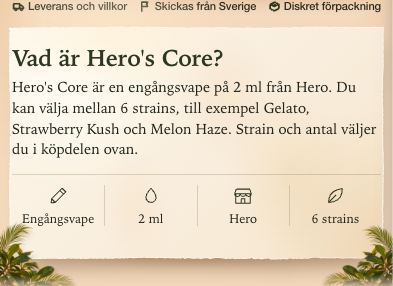 Leverans och villkor Skickas från Sverige Diskret förpackning
Vad är Hero's Core?
Hero's Core är en engångsvape på 2 ml från Hero. Du
kan välja mellan 6 strains, till exempel Gelato,
Strawberry Kush och Melon Haze. Strain och antal väljer
du i köpdelen ovan.
Engångsvape 2 ml Hero 6 strains